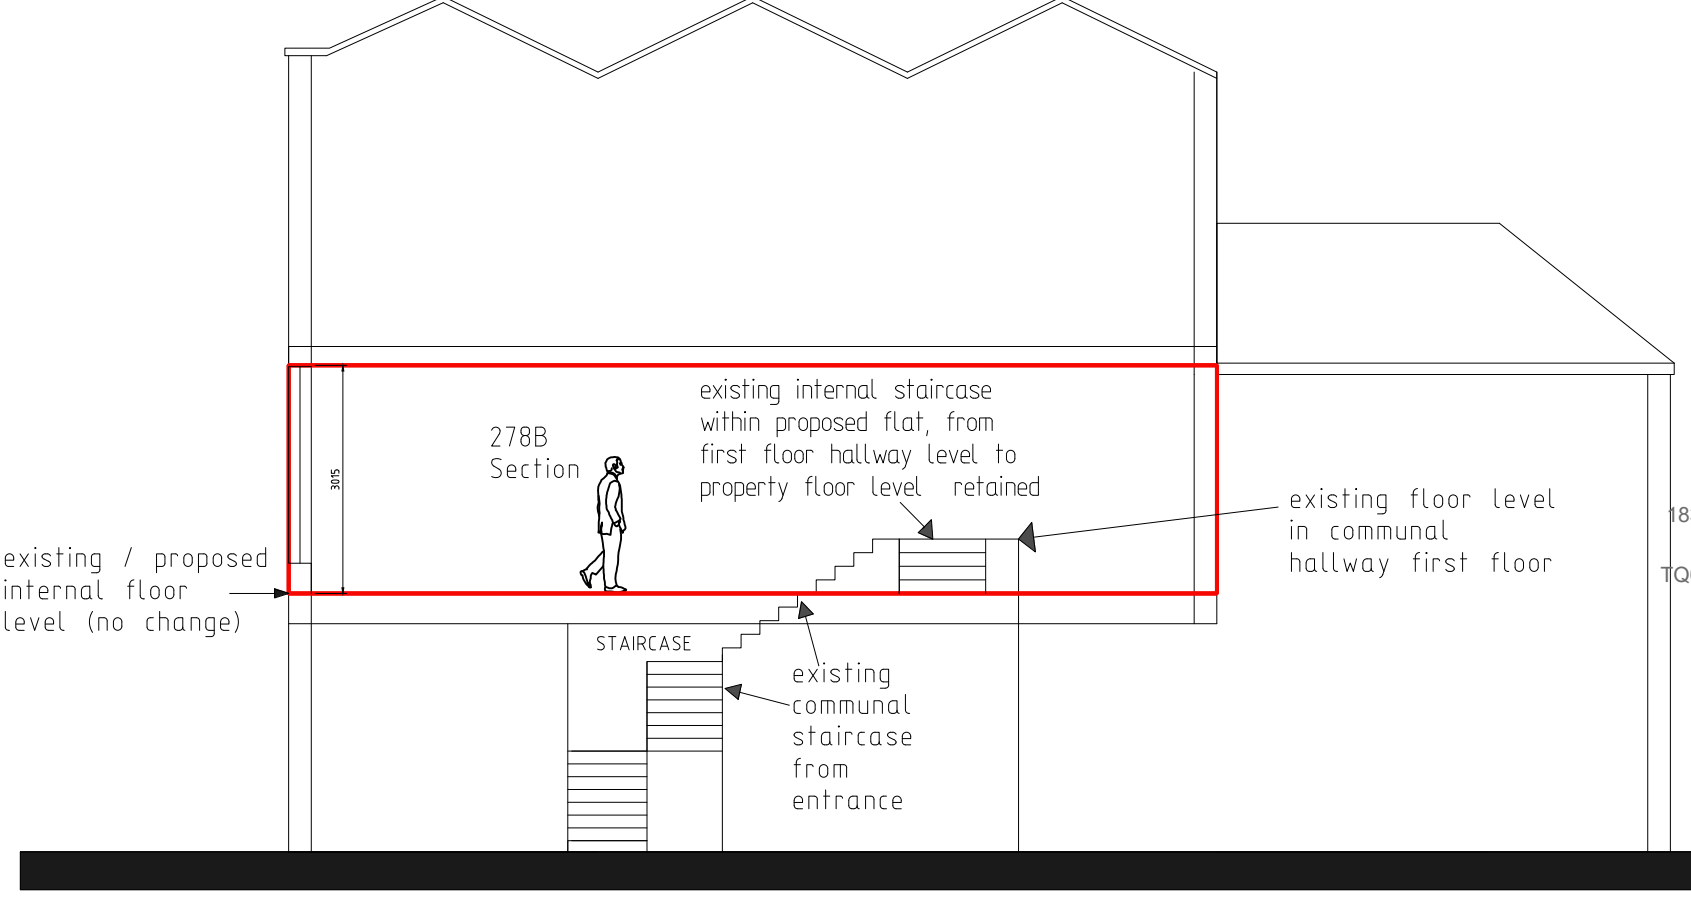 existing internal staircase
within proposed flat, from
first floor hallway level to
property floor level retained
278B
Section
3015
existing floor level
in communal
hallway first floor
existing / proposed
internal floor
level (no change)
STAIRCASE
existing
communal
staircase
from
entrance
18
TQ